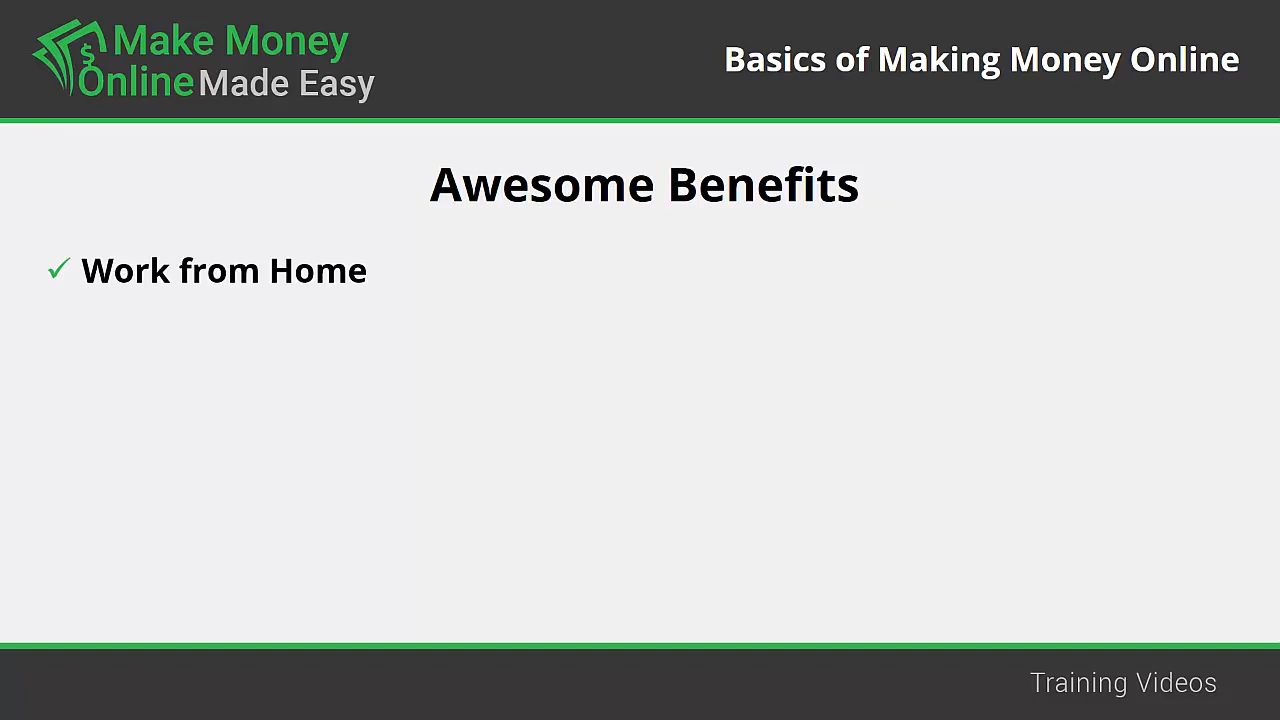 Make Money
Online Made Easy
Basics of Making Money Online
Awesome Benefits
✓ Work from Home
Training Videos